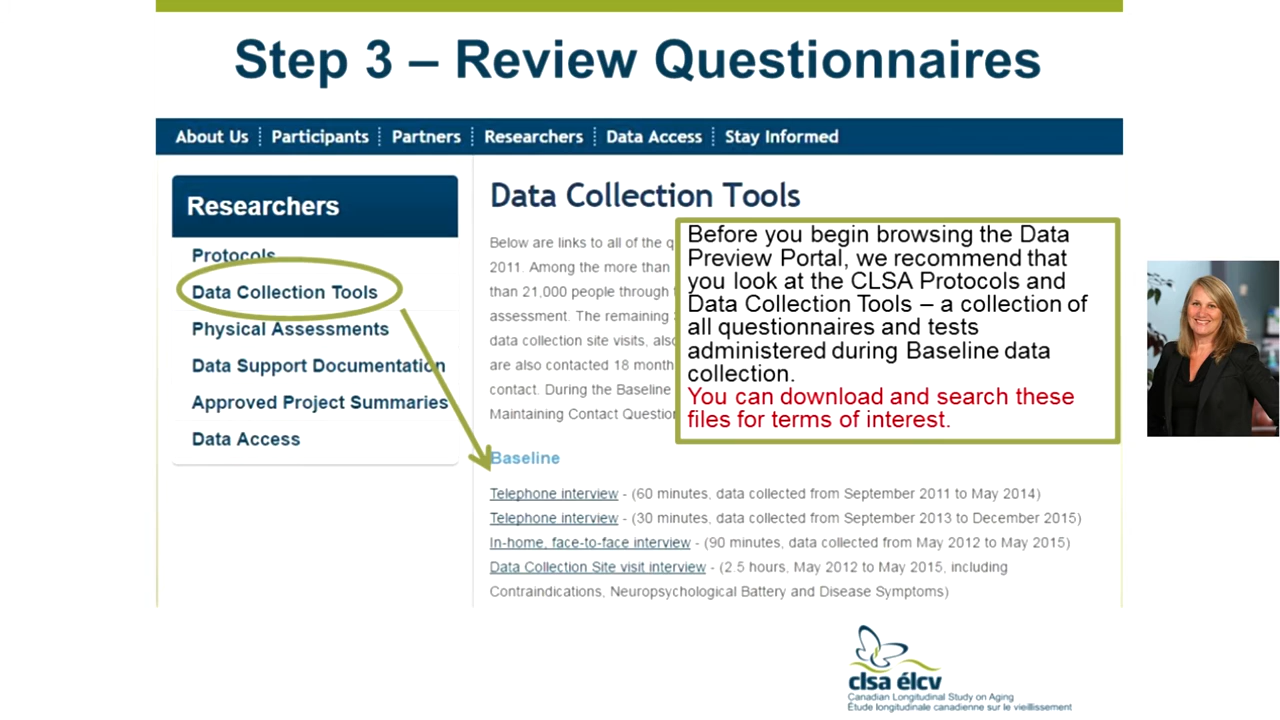 Step 3 – Review Questionnaires
About Us
Participants
Partners
Researchers
Data Access
Stay Informed
Researchers
Protocols
Data Collection Tools
Physical Assessments
Data Support Documentation
Approved Project Summaries
Data Access
Data Collection Tools
Below are links to all of the q
2011. Among the more than
than 21,000 people through
assessment. The remaining
data collection site visits, also
are also contacted 18 month
contact. During the Baseline
Maintaining Contact Question
Before you begin browsing the Data
Preview Portal, we recommend that
you look at the CLSA Protocols and
Data Collection Tools – a collection of
all questionnaires and tests
administered during Baseline data
collection.
You can download and search these
files for terms of interest.
Baseline
Telephone interview - (60 minutes, data collected from September 2011 to May 2014)
Telephone interview - (30 minutes, data collected from September 2013 to December 2015)
In-home, face-to-face interview - (90 minutes, data collected from May 2012 to May 2015)
Data Collection Site visit interview - (2.5 hours, May 2012 to May 2015, including
Contraindications, Neuropsychological Battery and Disease Symptoms)
clsa élcv
Canadian Longitudinal Study on Aging
Étude longitudinale canadienne sur le vieillissement